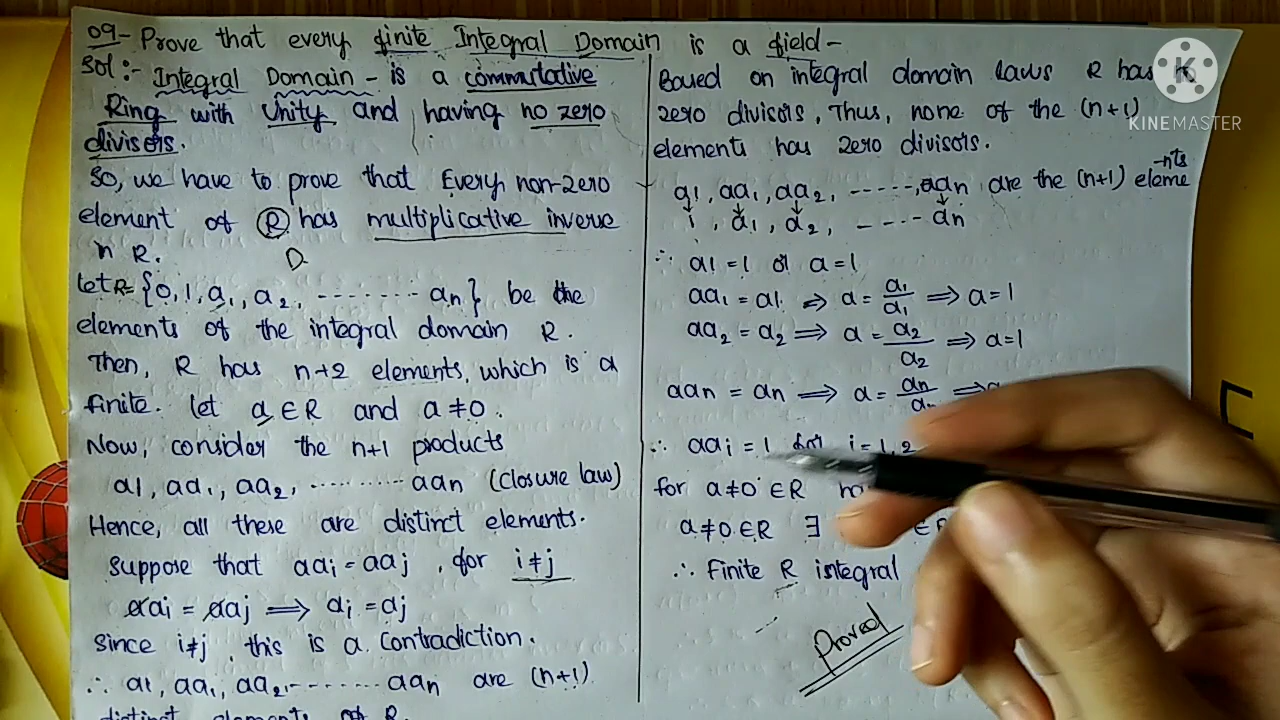 09- Prove that every finite Integral Domain is a field-
Sol:- Integral Domain - is a commutative
Ring with Unity and having no zero
divisors.
So, we have to prove that Every non-zero
element of R has multiplicative inverse
n R.
D
let R= {0, 1, a1, a2, ........ an} be the
elements of the integral domain R.
Then, R has n+2 elements, which is a
finite. let a ∈ R and a ≠ 0.
Now, consider the n+1 products
a1, aa1, aa2, .......... aan (closure law)
Hence, all these are distinct elements.
Suppose that aai = aaj , for i≠j
aai = aaj ⟹ ai = aj
Since i≠j, this is a contradiction.
∴ a1, aa1, aa2, ........ aan are (n+1)
distinct elements of R.
Based on integral domain laws R has
zero divisors, Thus, none of the (n+1)
elements has zero divisors.
a1, aa1, aa2, ......, aan are the (n+1) eleme
-nts
1, a1, a2, - - - - - an
∴ a1 = 1 or a=1
aa1 = a1 ⟹ a = a1/a1 ⟹ a=1
aa2 = a2 ⟹ a = a2/a2 ⟹ a=1
aan = an ⟹ a = an/an ⟹
∴ aai = 1 for i = 1, 2
for a≠0 ∈R
a≠0 ∈R ∃
∴ Finite R integral
Proved
K
KINEMASTER